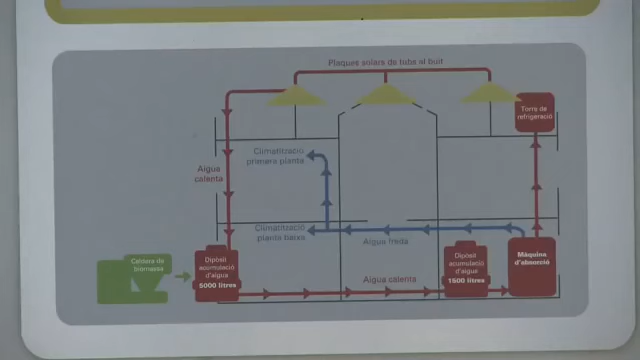 Plaques solars de tubs al buit
Torre de
refrigeració
Climatització
primera planta
Aigua
calenta
Climatització
planta baixa
Aigua freda
Caldera de
biomassa
Dipòsit
acumulació
d'aigua
5000 litres
Aigua calenta
Dipòsit
acumulació
d'aigua
1500 litres
Màquina
d'absorció